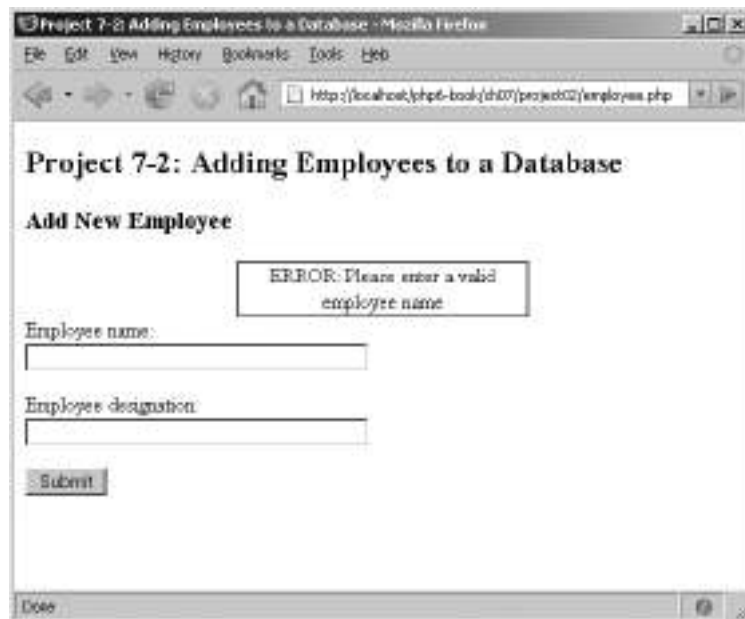 Project 7-2: Adding Employees to a Database - Mozilla Firefox
File Edit View History Bookmarks Tools Help
http://localhost/php6-book/ch07/project02/employee.php
Project 7-2: Adding Employees to a Database
Add New Employee
ERROR: Please enter a valid
employee name
Employee name:
Employee designation:
Submit
Done